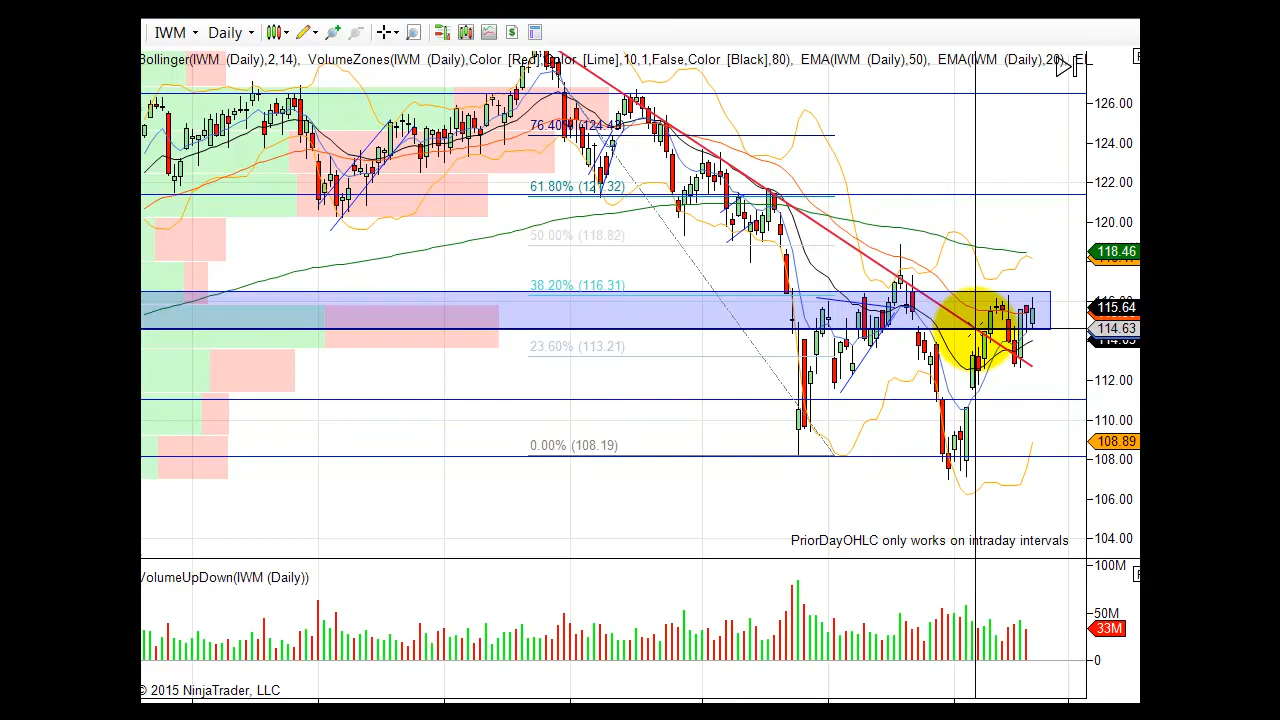 IWM Daily
Bollinger(IWM (Daily),2,14), VolumeZones(IWM (Daily),Color [Red],Color [Lime],10,1,False,Color [Black],80), EMA(IWM (Daily),50), EMA(IWM (Daily),20), El
126.00
76.40% (124.43)
124.00
122.00
61.80% (121.32)
120.00
50.00% (118.82)
118.46
38.20% (116.31)
115.64
114.63
23.60% (113.21)
112.00
110.00
0.00% (108.19)
108.89
108.00
106.00
PriorDayOHLC only works on intraday intervals
104.00
VolumeUpDown(IWM (Daily))
100M
50M
33M
0
© 2015 NinjaTrader, LLC